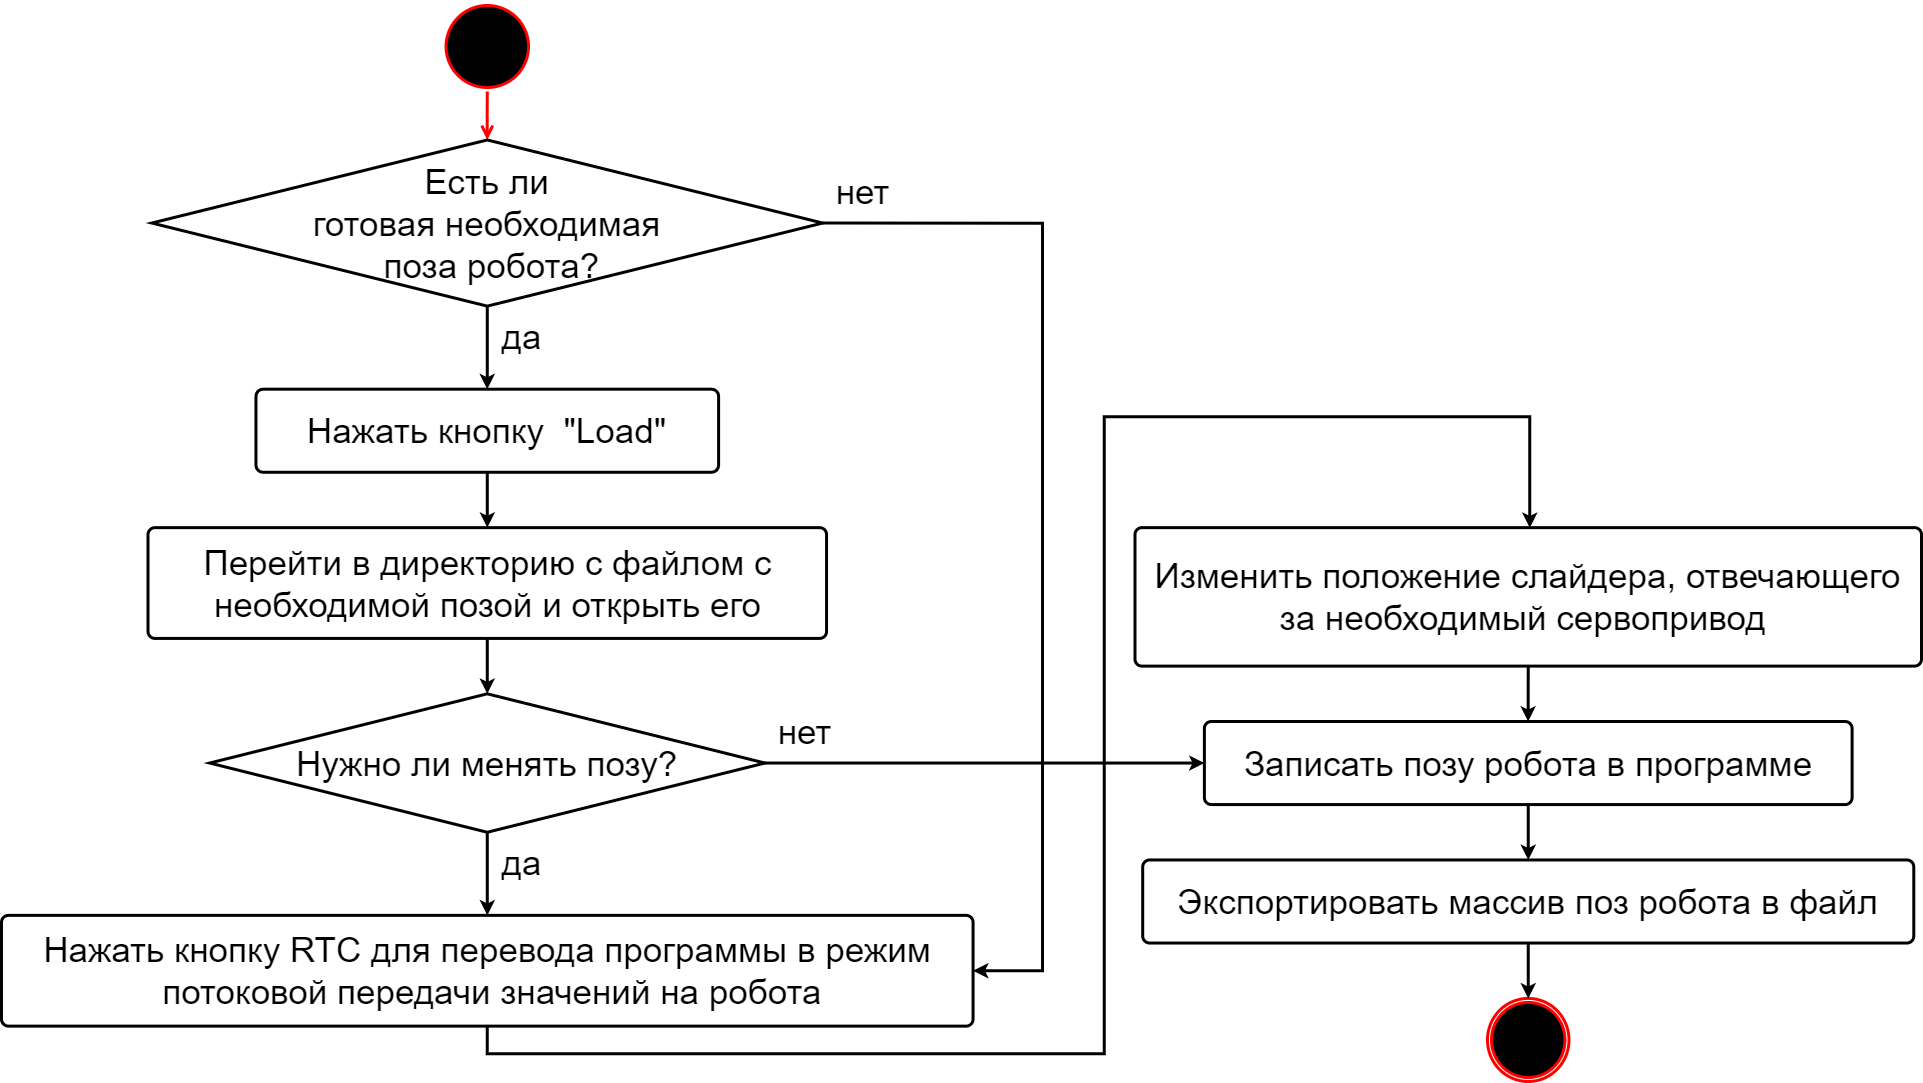 Есть ли
готовая необходимая
поза робота?
нет
да
Нажать кнопку  "Load"
Перейти в директорию с файлом с
необходимой позой и открыть его
Нужно ли менять позу?
нет
да
Нажать кнопку RTC для перевода программы в режим
потоковой передачи значений на робота
Изменить положение слайдера, отвечающего
за необходимый сервопривод
Записать позу робота в программе
Экспортировать массив поз робота в файл